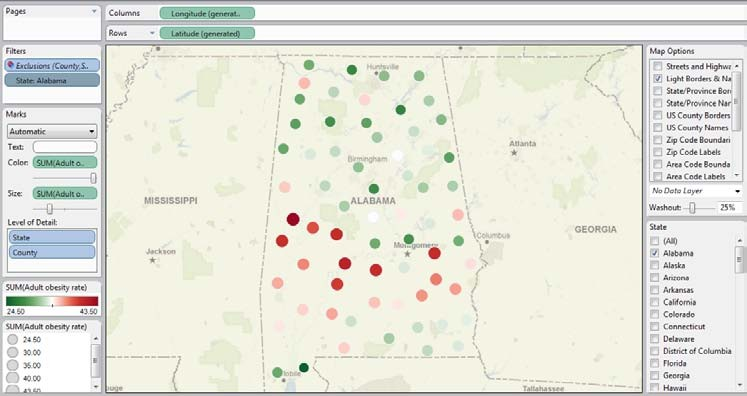 Pages
Columns
Longitude (generat..
Rows
Latitude (generated)
Filters
Exclusions (County,S..
State: Alabama
Marks
Automatic
Text:
Color:
SUM(Adult o..
Size:
SUM(Adult o..
Level of Detail:
State
County
SUM(Adult obesity rate)
24.50
43.50
SUM(Adult obesity rate)
24.50
30.00
35.00
40.00
43.50
Huntsville
Birmingham
Atlanta
MISSISSIPPI
ALABAMA
GEORGIA
Jackson
Montgomery
Columbus
Mobile
Tallahassee
ouge
Map Options
Streets and Highwa
Light Borders & Na
State/Province Bor
State/Province Nar
US County Borders
US County Names
Zip Code Boundari
Zip Code Labels
Area Code Bounda
Area Code Labels
No Data Layer
Washout:
25%
State
(All)
Alabama
Alaska
Arizona
Arkansas
California
Colorado
Connecticut
Delaware
District of Columbia
Florida
Georgia
Hawaii